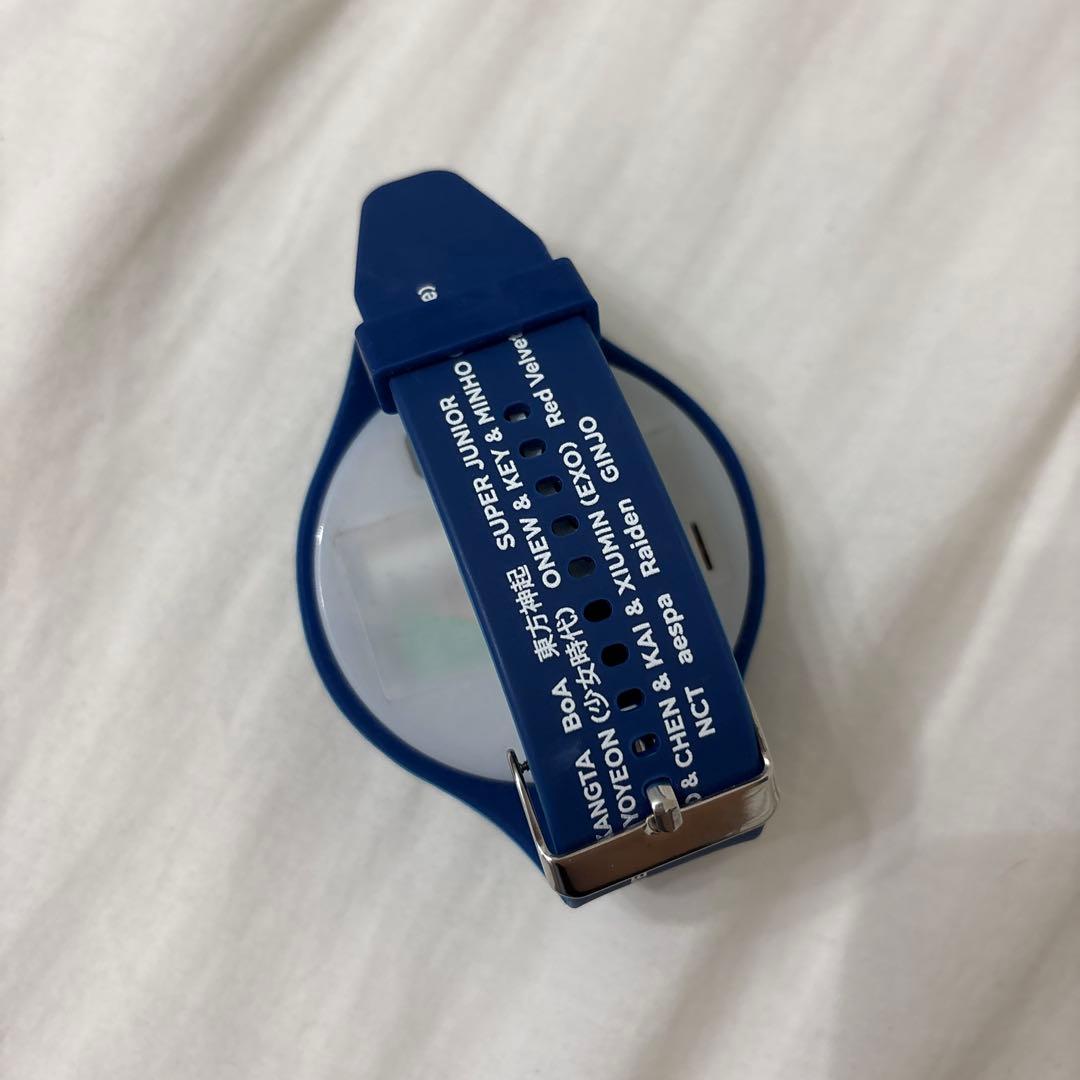 KANGTA BoA 東方神起 SUPER JUNIOR
YOYEON (少女時代) ONEW & KEY & MINHO
& CHEN & KAI & XIUMIN (EXO) Red Velve
NCT aespa Raiden GINJO
e)